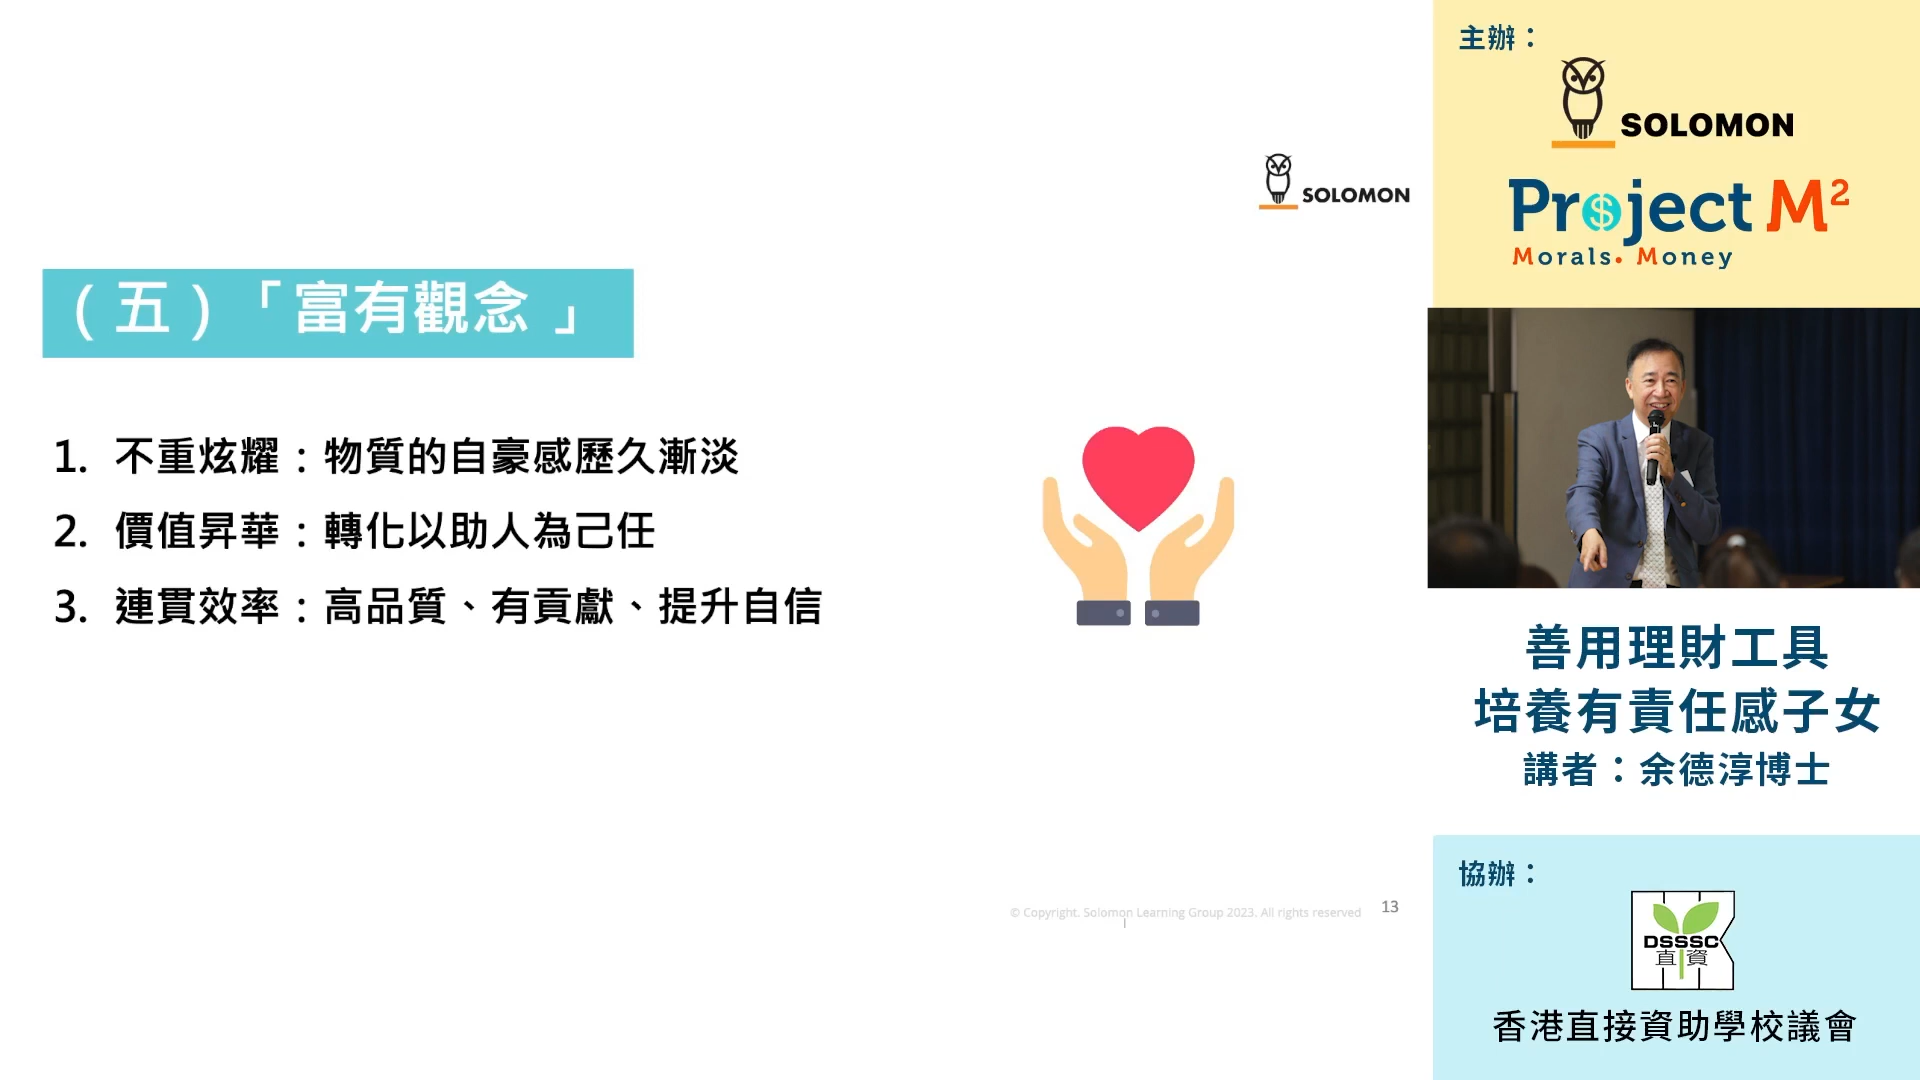 SOLOMON
（五）「富有觀念」
1. 不重炫耀：物質的自豪感歷久漸淡
2. 價值昇華：轉化以助人為己任
3. 連貫效率：高品質、有貢獻、提升自信
© Copyright. Solomon Learning Group 2023. All rights reserved
13
主辦：
SOLOMON
Project M²
Morals. Money
善用理財工具
培養有責任感子女
講者：余德淳博士
協辦：
DSSSC
直資
香港直接資助學校議會